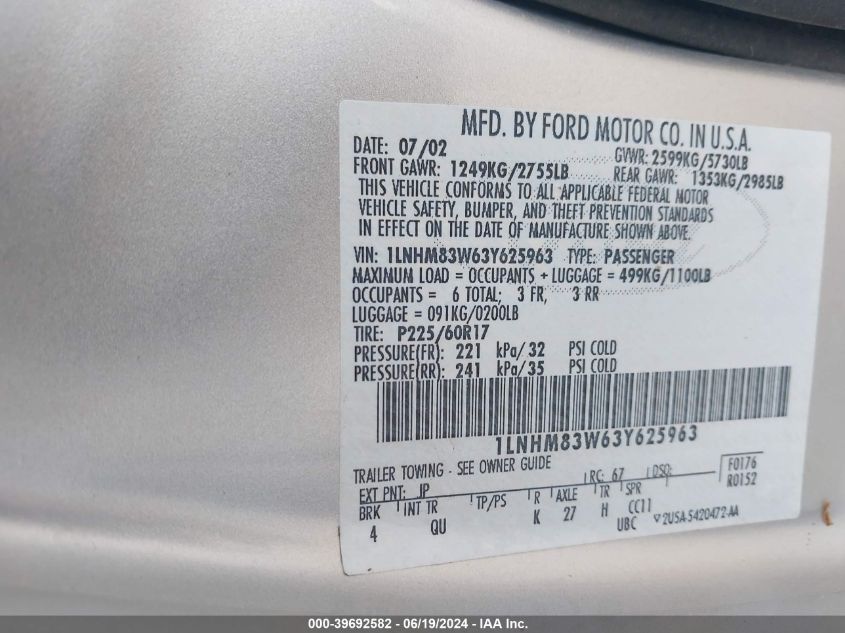 MFD. BY FORD MOTOR CO. IN U.S.A.
DATE: 07/02 GVWR: 2599KG/5730LB
FRONT GAWR: 1249KG/2755LB REAR GAWR: 1353KG/2985LB
THIS VEHICLE CONFORMS TO ALL APPLICABLE FEDERAL MOTOR
VEHICLE SAFETY, BUMPER, AND THEFT PREVENTION STANDARDS
IN EFFECT ON THE DATE OF MANUFACTURE SHOWN ABOVE.
VIN: 1LNHM83W63Y625963 TYPE: PASSENGER
MAXIMUM LOAD = OCCUPANTS + LUGGAGE = 499KG/1100LB
OCCUPANTS = 6 TOTAL; 3 FR, 3 RR
LUGGAGE = 091KG/0200LB
TIRE: P225/60R17
PRESSURE(FR): 221 kPa/32 PSI COLD
PRESSURE(RR): 241 kPa/35 PSI COLD
1LNHM83W63Y625963
TRAILER TOWING - SEE OWNER GUIDE
EXT PNT: JP RC: 67 DSO: F0176
R0152
BRK INT TR TP/PS R AXLE TR SPR
4 QU K 27 H CC11
UBC 2USA-5420472-AA
000-39692582 - 06/19/2024 - IAA Inc.